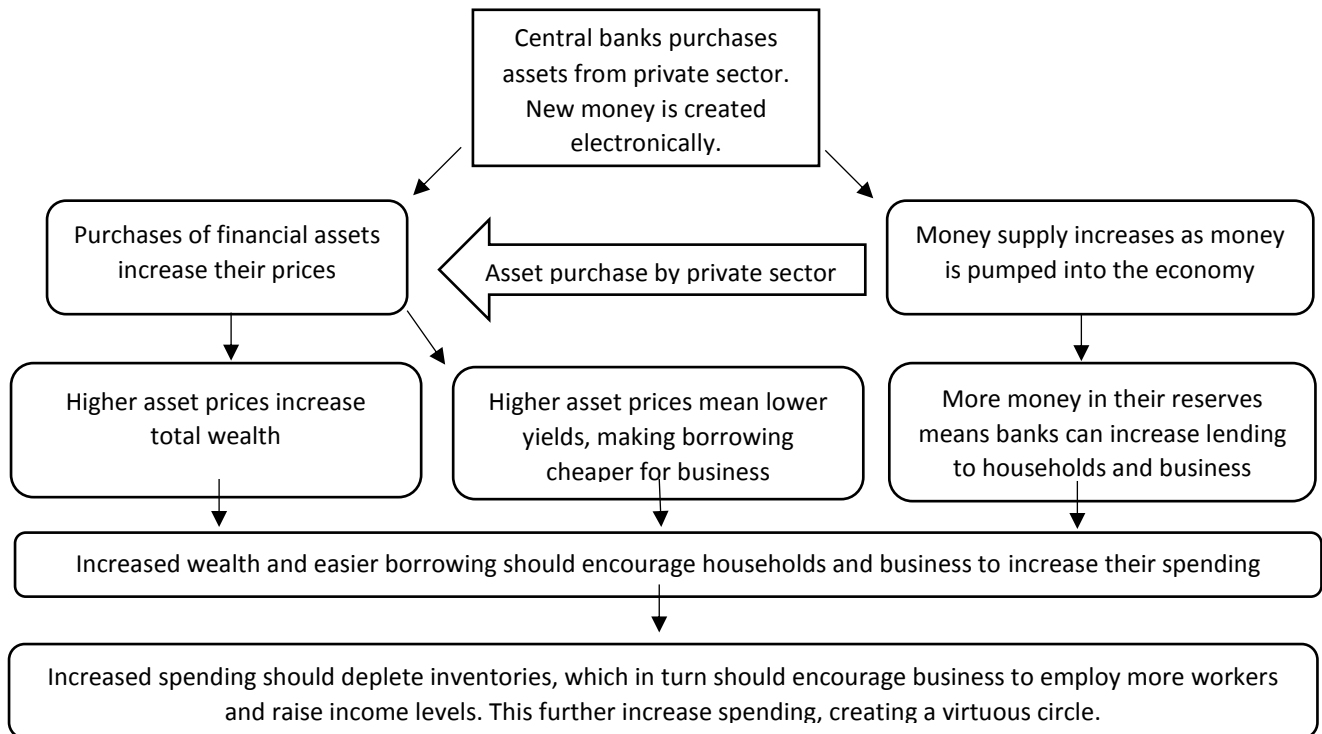 Central banks purchases
assets from private sector.
New money is created
electronically.
Purchases of financial assets
increase their prices
Asset purchase by private sector
Money supply increases as money
is pumped into the economy
Higher asset prices increase
total wealth
Higher asset prices mean lower
yields, making borrowing
cheaper for business
More money in their reserves
means banks can increase lending
to households and business
Increased wealth and easier borrowing should encourage households and business to increase their spending
Increased spending should deplete inventories, which in turn should encourage business to employ more workers
and raise income levels. This further increase spending, creating a virtuous circle.